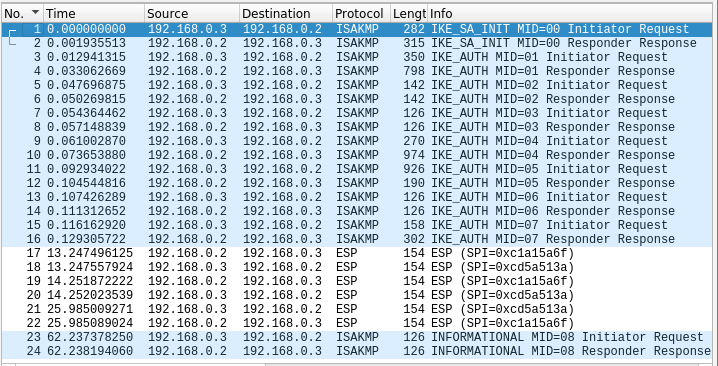 No. Time Source Destination Protocol Lengt Info
1 0.000000000 192.168.0.3 192.168.0.2 ISAKMP 282 IKE_SA_INIT MID=00 Initiator Request
2 0.001935513 192.168.0.2 192.168.0.3 ISAKMP 315 IKE_SA_INIT MID=00 Responder Response
3 0.012941315 192.168.0.3 192.168.0.2 ISAKMP 350 IKE_AUTH MID=01 Initiator Request
4 0.033062669 192.168.0.2 192.168.0.3 ISAKMP 798 IKE_AUTH MID=01 Responder Response
5 0.047696875 192.168.0.3 192.168.0.2 ISAKMP 142 IKE_AUTH MID=02 Initiator Request
6 0.050269815 192.168.0.2 192.168.0.3 ISAKMP 142 IKE_AUTH MID=02 Responder Response
7 0.054364462 192.168.0.3 192.168.0.2 ISAKMP 126 IKE_AUTH MID=03 Initiator Request
8 0.057148839 192.168.0.2 192.168.0.3 ISAKMP 126 IKE_AUTH MID=03 Responder Response
9 0.061002870 192.168.0.3 192.168.0.2 ISAKMP 270 IKE_AUTH MID=04 Initiator Request
10 0.073653880 192.168.0.2 192.168.0.3 ISAKMP 974 IKE_AUTH MID=04 Responder Response
11 0.092934022 192.168.0.3 192.168.0.2 ISAKMP 926 IKE_AUTH MID=05 Initiator Request
12 0.104544816 192.168.0.2 192.168.0.3 ISAKMP 190 IKE_AUTH MID=05 Responder Response
13 0.107426289 192.168.0.3 192.168.0.2 ISAKMP 126 IKE_AUTH MID=06 Initiator Request
14 0.111312652 192.168.0.2 192.168.0.3 ISAKMP 126 IKE_AUTH MID=06 Responder Response
15 0.116162920 192.168.0.3 192.168.0.2 ISAKMP 158 IKE_AUTH MID=07 Initiator Request
16 0.129305722 192.168.0.2 192.168.0.3 ISAKMP 302 IKE_AUTH MID=07 Responder Response
17 13.247496125 192.168.0.3 192.168.0.2 ESP 154 ESP (SPI=0xc1a15a6f)
18 13.247557924 192.168.0.2 192.168.0.3 ESP 154 ESP (SPI=0xcd5a513a)
19 14.251872222 192.168.0.3 192.168.0.2 ESP 154 ESP (SPI=0xc1a15a6f)
20 14.252023539 192.168.0.2 192.168.0.3 ESP 154 ESP (SPI=0xcd5a513a)
21 25.985009271 192.168.0.2 192.168.0.3 ESP 154 ESP (SPI=0xcd5a513a)
22 25.985089024 192.168.0.3 192.168.0.2 ESP 154 ESP (SPI=0xc1a15a6f)
23 62.237378250 192.168.0.3 192.168.0.2 ISAKMP 126 INFORMATIONAL MID=08 Initiator Request
24 62.238194060 192.168.0.2 192.168.0.3 ISAKMP 126 INFORMATIONAL MID=08 Responder Response